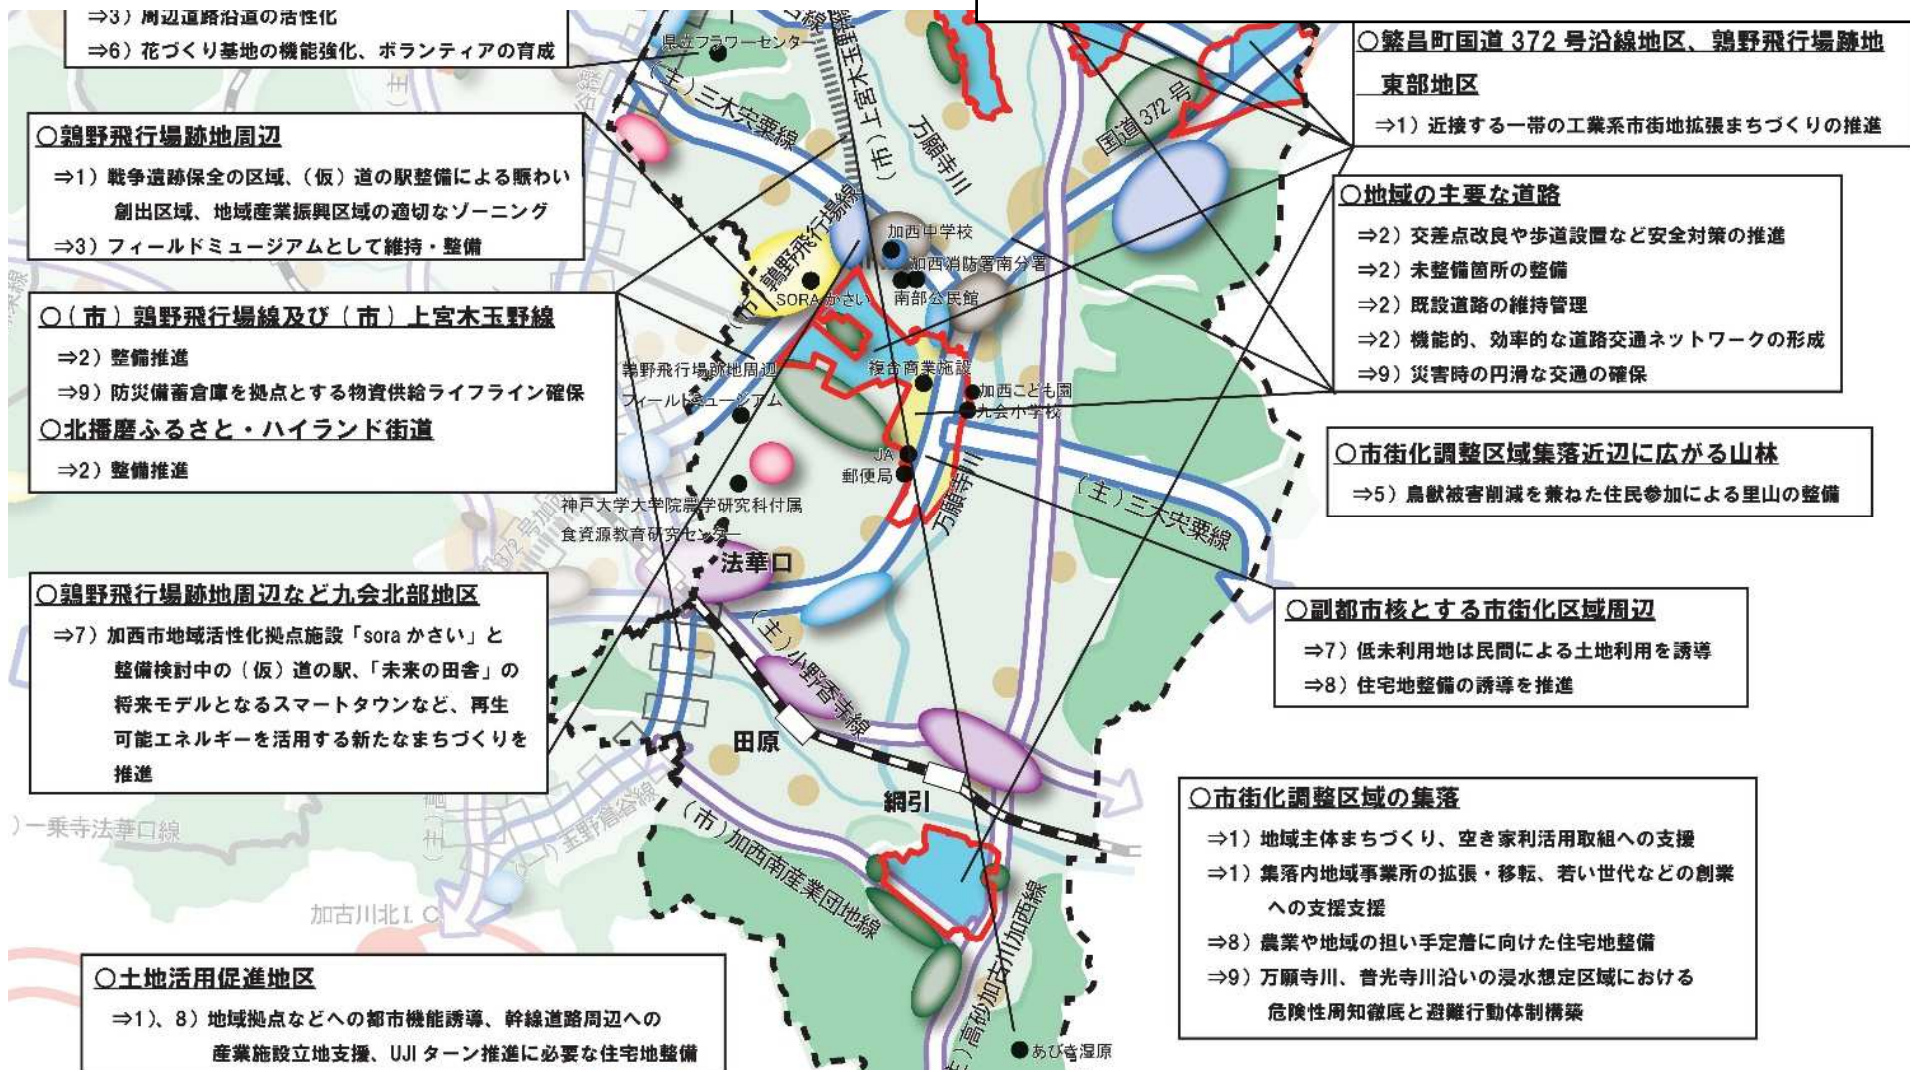 ⇒3）周辺道路沿道の活性化
⇒6）花づくり基地の機能強化、ボランティアの育成
○鶉野飛行場跡地周辺
⇒1）戦争遺跡保全の区域、（仮）道の駅整備による賑わい
創出区域、地域産業振興区域の適切なゾーニング
⇒3）フィールドミュージアムとして維持・整備
○（市）鶉野飛行場線及び（市）上宮木玉野線
⇒2）整備推進
⇒9）防災備蓄倉庫を拠点とする物資供給ライフライン確保
○北播磨ふるさと・ハイランド街道
⇒2）整備推進
○鶉野飛行場跡地周辺など九会北部地区
⇒7）加西市地域活性化拠点施設「soraかさい」と
整備検討中の（仮）道の駅、「未来の田舎」の
将来モデルとなるスマートタウンなど、再生
可能エネルギーを活用する新たなまちづくりを
推進
○土地活用促進地区
⇒1）、8）地域拠点などへの都市機能誘導、幹線道路周辺への
産業施設立地支援、UJIターン推進に必要な住宅地整備
県立フラワーセンター
（主）三木宍粟線
（市）上宮木玉野線
万願寺川
国道372号
（市）鶉野飛行場線
加西中学校
加西消防署南分署
SORAかさい
南部公民館
鶉野飛行場跡地周辺
フィールドミュージアム
複合商業施設
加西こども園
九会小学校
JA
郵便局
万願寺川
（主）三木宍粟線
神戸大学大学院農学研究科付属
食資源教育研究センター
法華口
（主）小野香寺線
田原
網引
（市）加西南産業団地線
（主）高砂加古川加西線
あびき湿原
）一乗寺法華口線
（一）玉野倉谷線
加古川北IC
○繁昌町国道372号沿線地区、鶉野飛行場跡地
東部地区
⇒1）近接する一帯の工業系市街地拡張まちづくりの推進
○地域の主要な道路
⇒2）交差点改良や歩道設置など安全対策の推進
⇒2）未整備箇所の整備
⇒2）既設道路の維持管理
⇒2）機能的、効率的な道路交通ネットワークの形成
⇒9）災害時の円滑な交通の確保
○市街化調整区域集落近辺に広がる山林
⇒5）鳥獣被害削減を兼ねた住民参加による里山の整備
○副都市核とする市街化区域周辺
⇒7）低未利用地は民間による土地利用を誘導
⇒8）住宅地整備の誘導を推進
○市街化調整区域の集落
⇒1）地域主体まちづくり、空き家利活用取組への支援
⇒1）集落内地域事業所の拡張・移転、若い世代などの創業
への支援支援
⇒8）農業や地域の担い手定着に向けた住宅地整備
⇒9）万願寺川、普光寺川沿いの浸水想定区域における
危険性周知徹底と避難行動体制構築